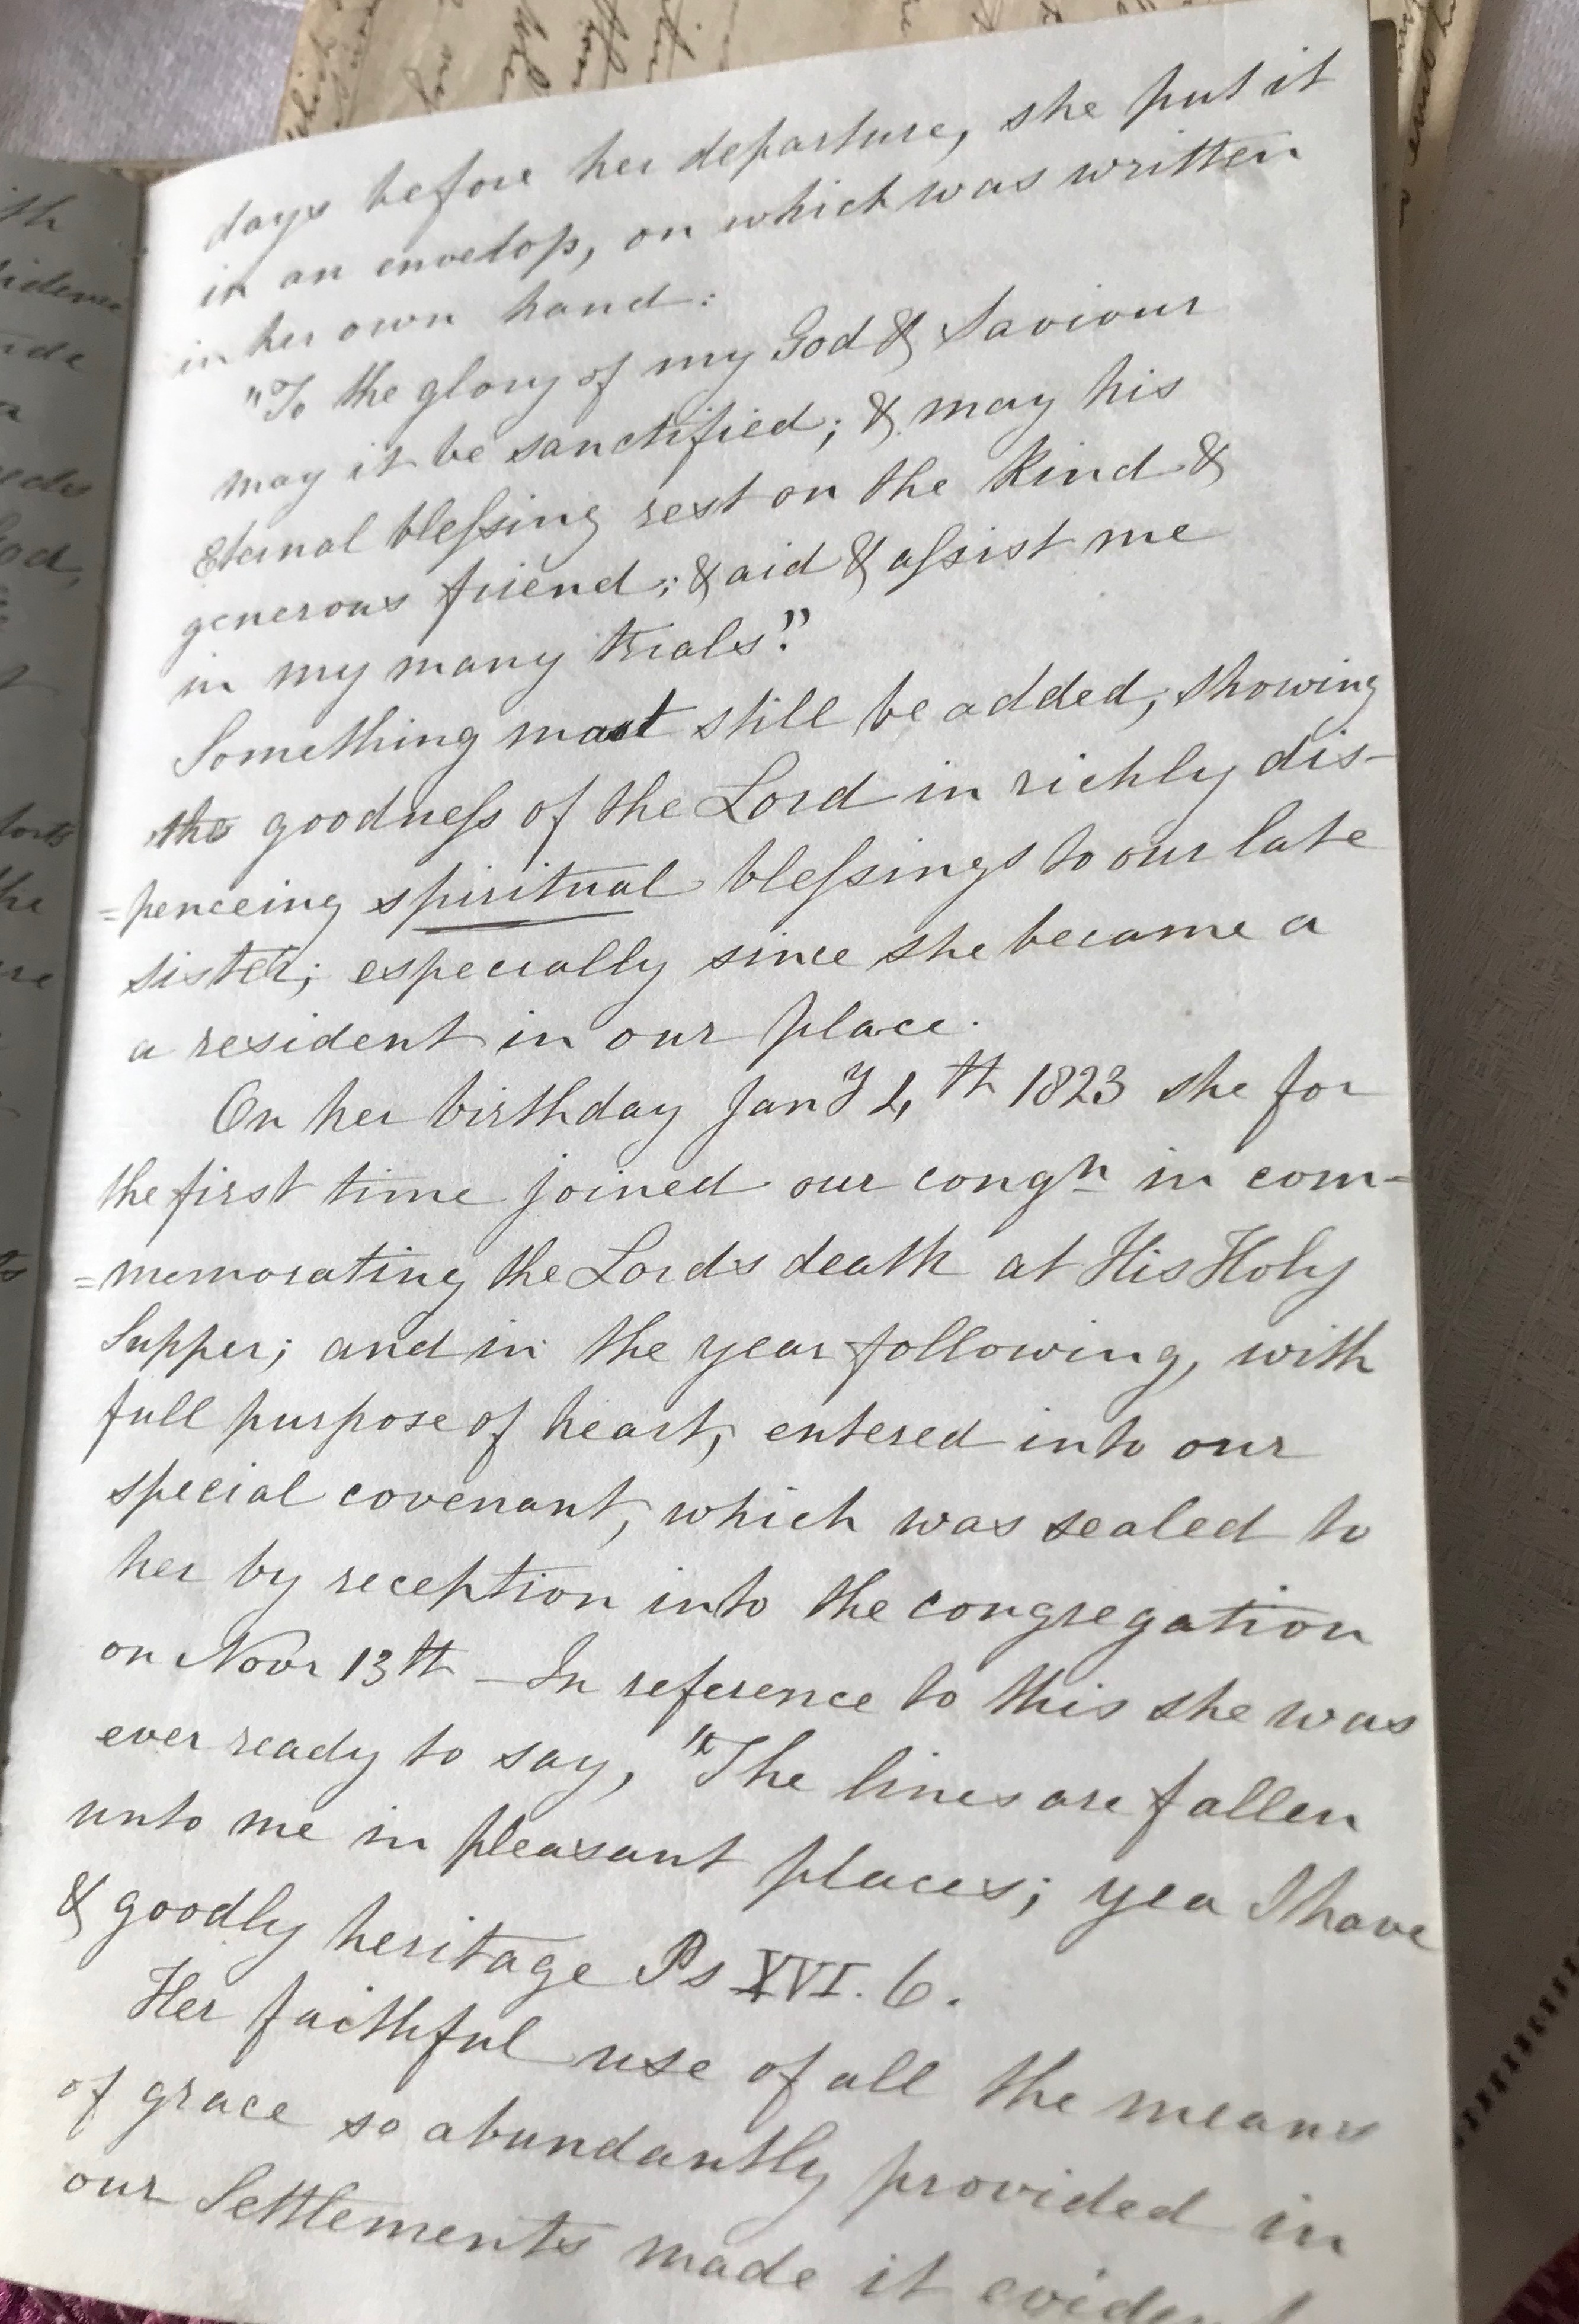 days before her departure, she put it
in an envelop, on which was written
in her own hand:
"To the glory of my God & Saviour
may it be sanctified; & may his
eternal bleſsing rest on the kind &
generous friend; & aid & aſsist me
in my many trials."
Something must still be added, showing
the goodneſs of the Lord in richly dis-
=penceing spiritual bleſsings to our late
sister; especially since she became a
a resident in our place.
On her birthday Janʸ 1,ᵗʰ 1823 she for
the first time joined our congⁿ in com=
=memorating the Lord's death at His Holy
Supper; and in the year following, with
full purpose of heart, entered into our
special covenant, which was sealed to
her by reception into the congregation
on Novr 13th – In reference to this she was
ever ready to say, "The lines are fallen
unto me in pleasant places; yea I have
& goodly heritage Ps XVI. 6.
Her faithful use of all the means
of grace so abundantly provided in
our Settlements made it